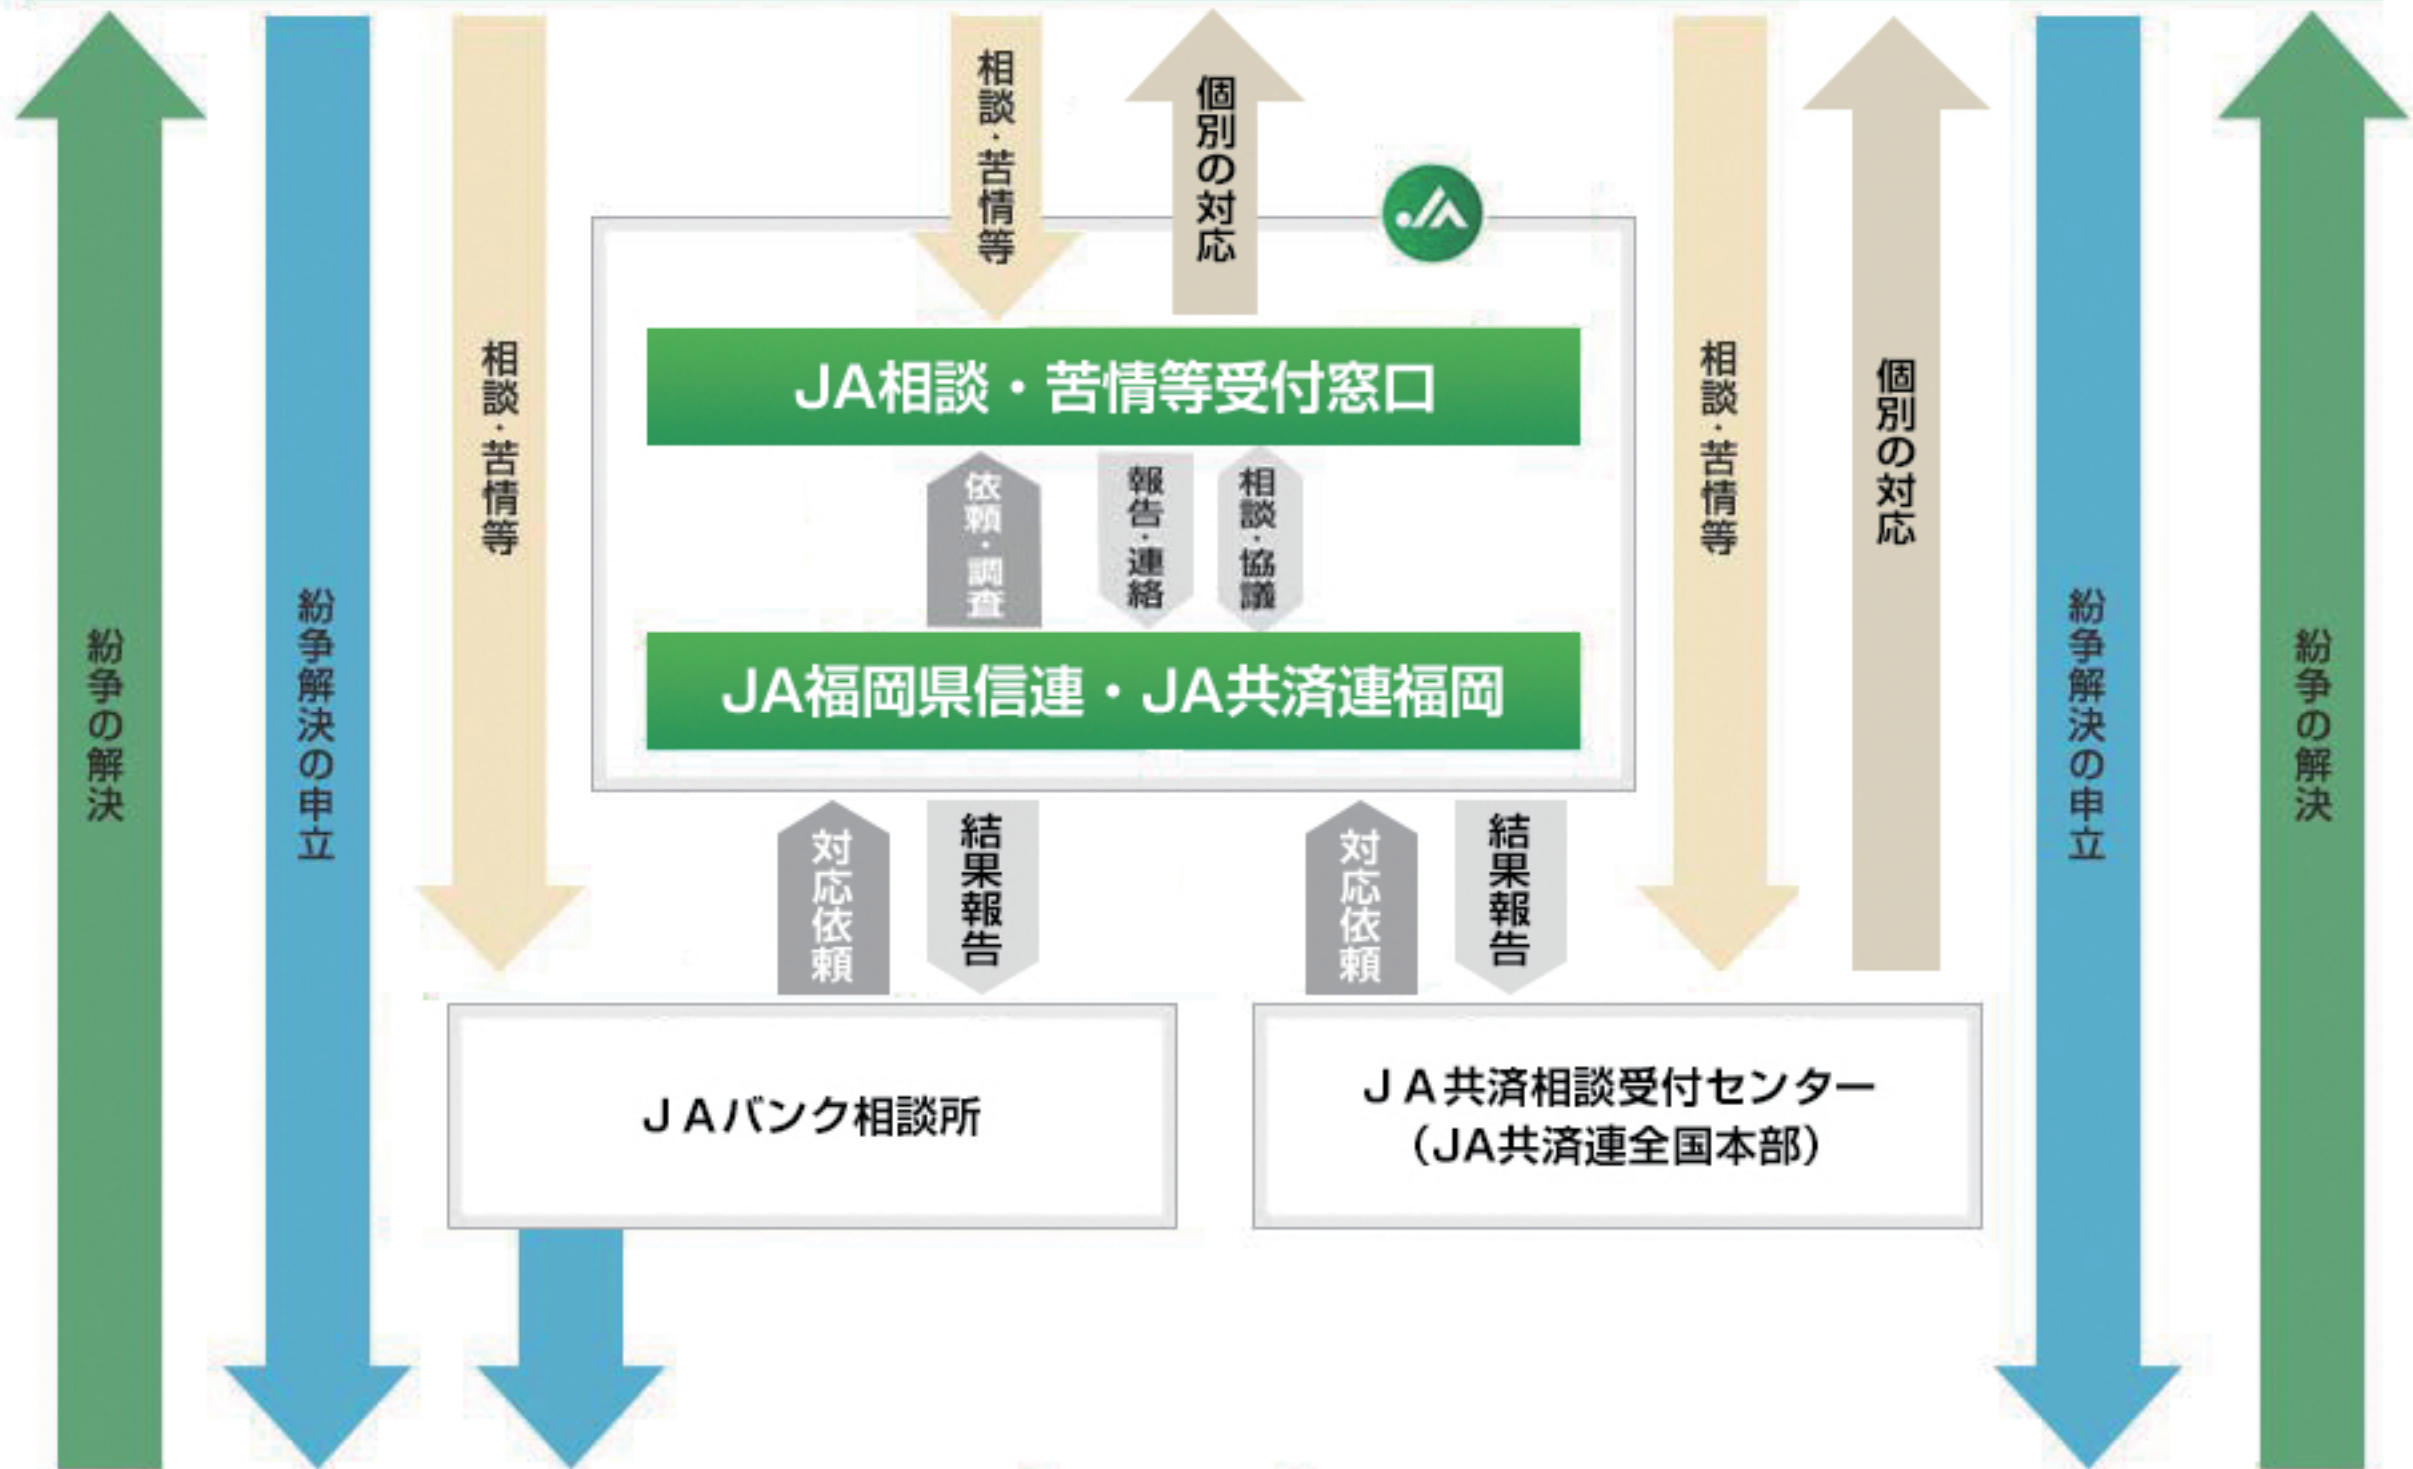 相談・苦情等
個別の対応
JA
JA相談・苦情等受付窓口
相談・苦情等
相談・苦情等
個別の対応
依頼・調査
報告・連絡
相談・協議
紛争の解決
紛争解決の申立
紛争解決の申立
紛争の解決
JA福岡県信連・JA共済連福岡
対応依頼
結果報告
対応依頼
結果報告
ＪＡバンク相談所
ＪＡ共済相談受付センター
（JA共済連全国本部）